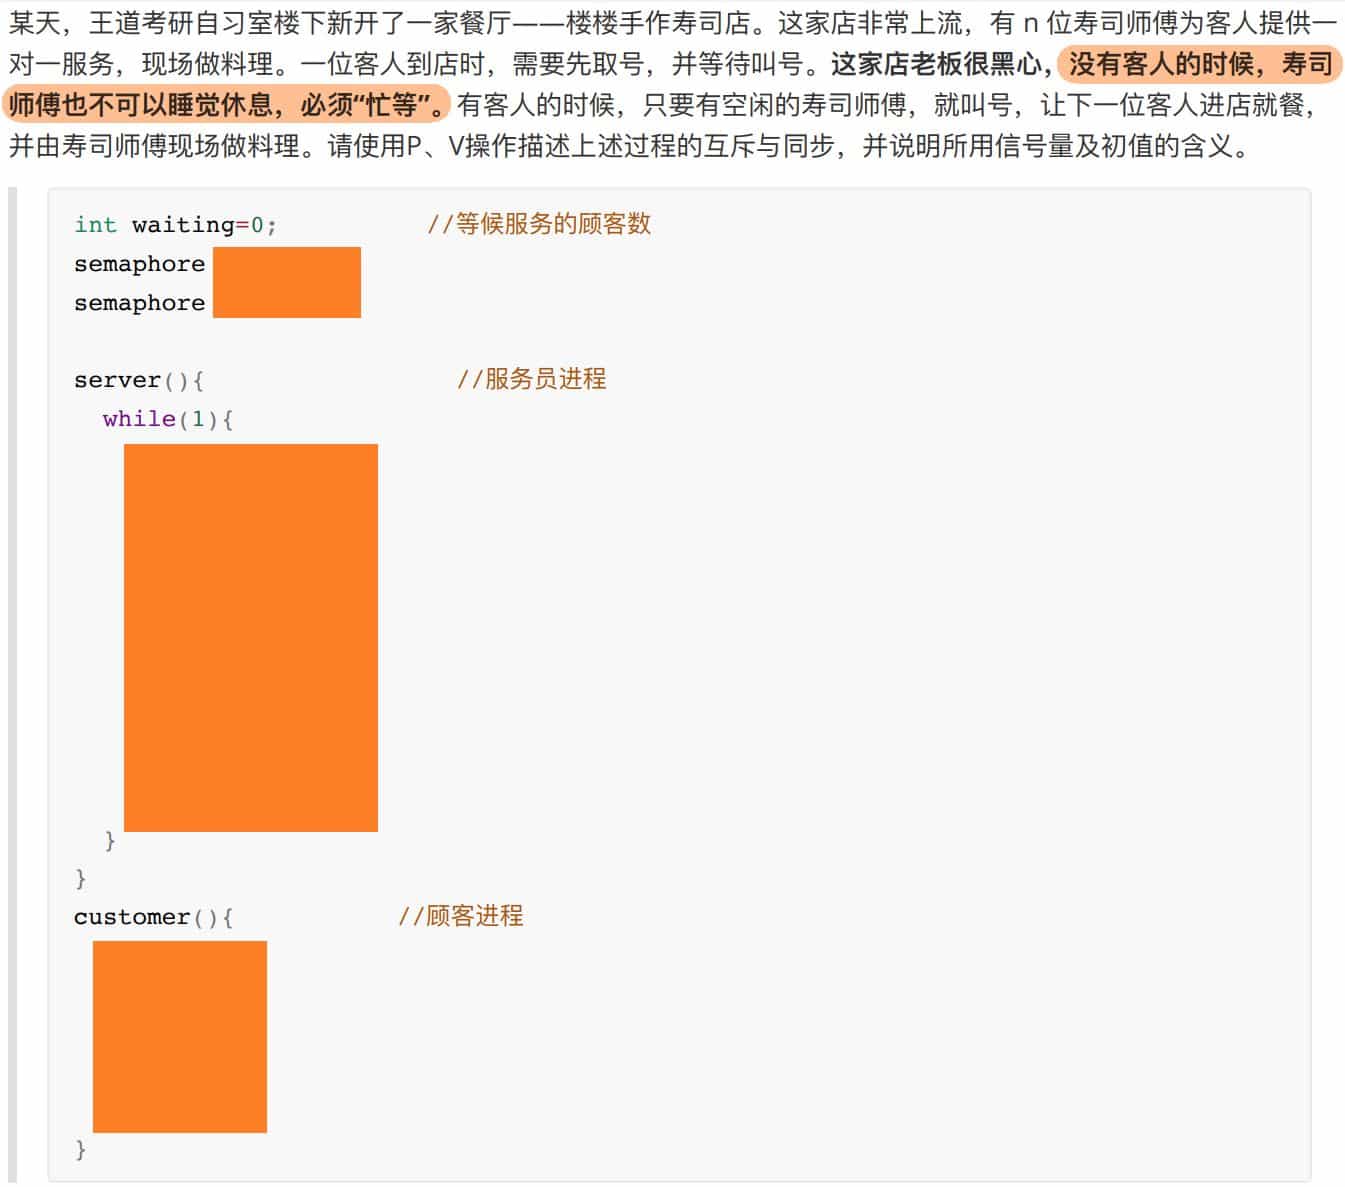 某天，王道考研自习室楼下新开了一家餐厅——楼楼手作寿司店。这家店非常上流，有 n 位寿司师傅为客人提供一
对一服务，现场做料理。一位客人到店时，需要先取号，并等待叫号。这家店老板很黑心，没有客人的时候，寿司
师傅也不可以睡觉休息，必须“忙等”。有客人的时候，只要有空闲的寿司师傅，就叫号，让下一位客人进店就餐，
并由寿司师傅现场做料理。请使用P、V操作描述上述过程的互斥与同步，并说明所用信号量及初值的含义。
int waiting=0; //等候服务的顾客数
semaphore
semaphore
server(){ //服务员进程
while(1){
}
}
customer(){ //顾客进程
}